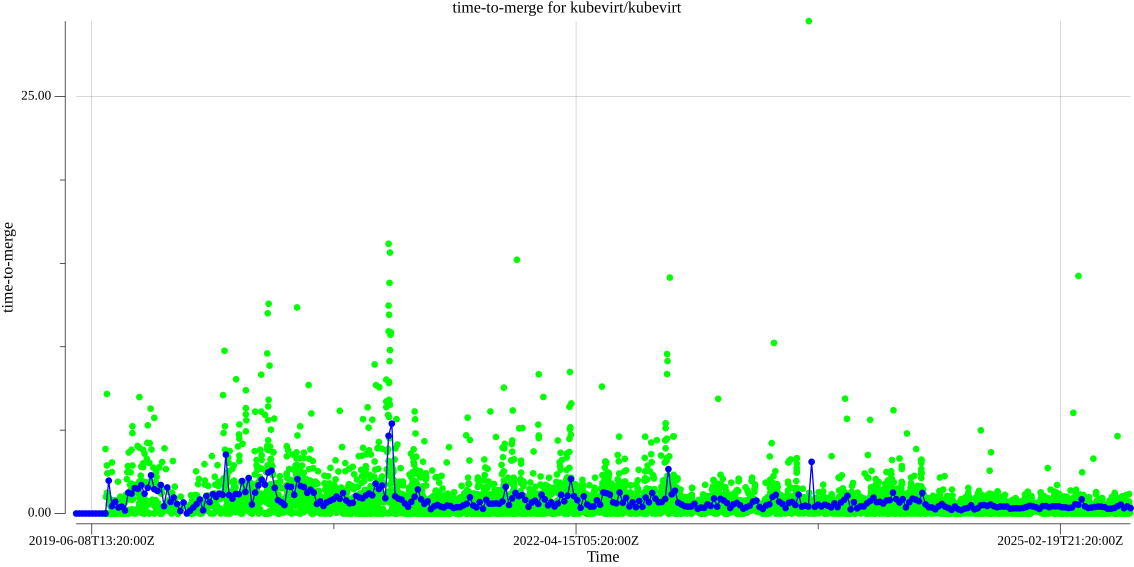 time-to-merge for kubevirt/kubevirt
25.00
time-to-merge
0.00
2019-06-08T13:20:00Z
2022-04-15T05:20:00Z
2025-02-19T21:20:00Z
Time